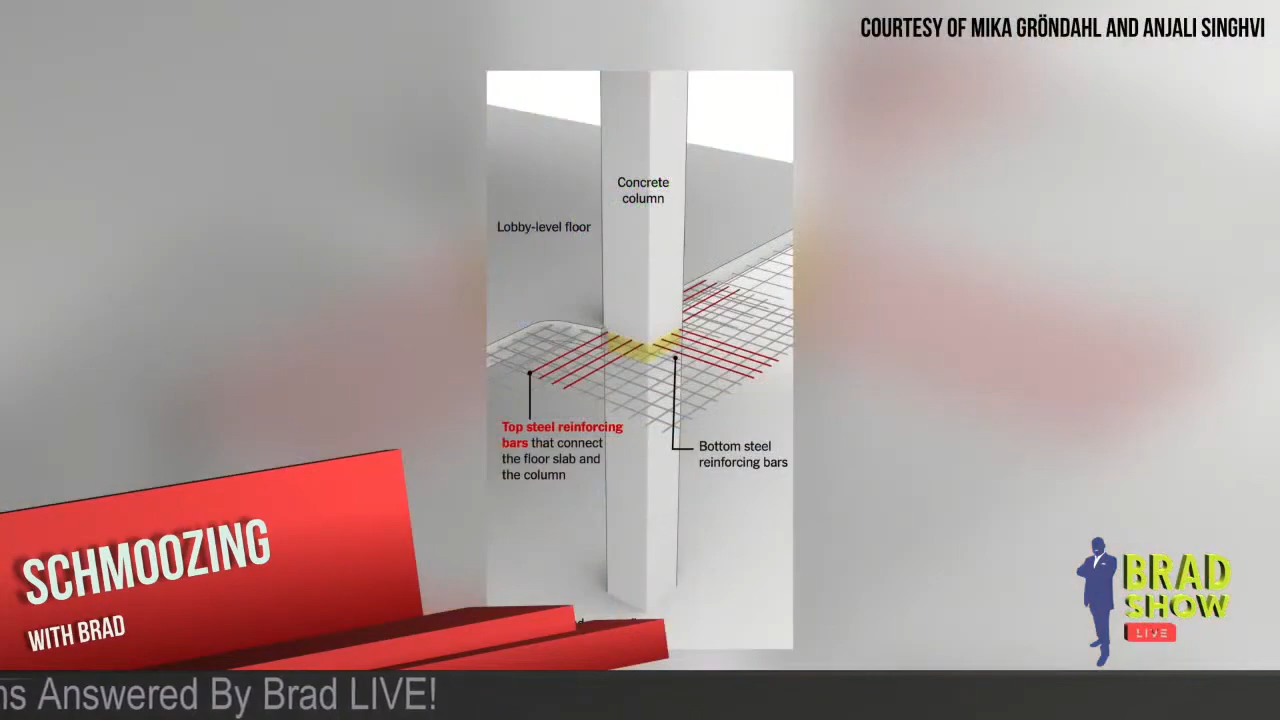 COURTESY OF MIKA GRÖNDAHL AND ANJALI SINGHVI
Concrete
column
Lobby-level floor
Top steel reinforcing
bars that connect
the floor slab and
the column
Bottom steel
reinforcing bars
SCHMOOZING
WITH BRAD
BRAD
SHOW
LIVE
ns Answered By Brad LIVE!